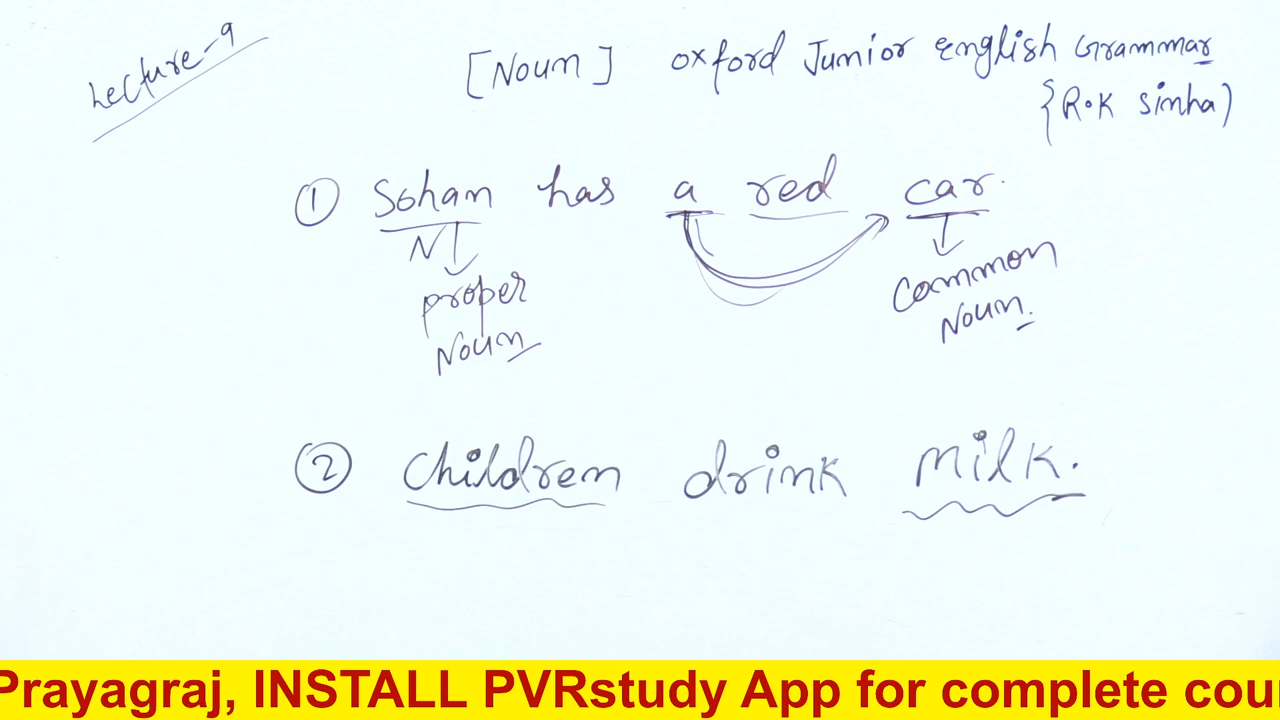 Lecture-9
[Noun] oxford Junior English Grammar
{R.K Sinha)
① Sohan has a red car.
N
proper
Noun
common
Noun.
② children drink milk.
Prayagraj, INSTALL PVRstudy App for complete cour